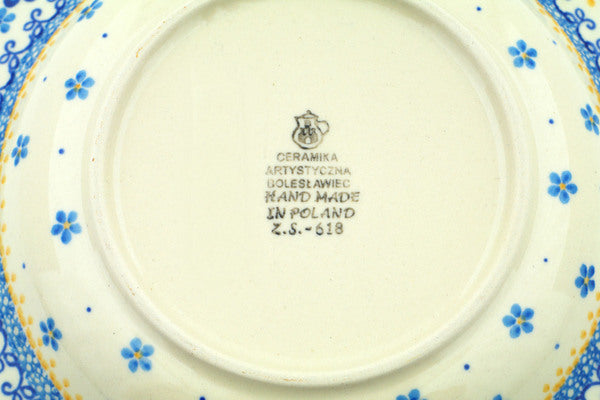 CERAMIKA
ARTYSTYCZNA
BOLESŁAWIEC
HAND MADE
IN POLAND
Z.S.-618